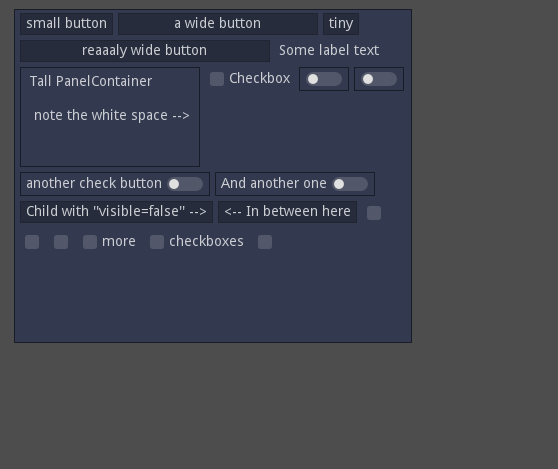 small button a wide button tiny
reaaaly wide button Some label text
Tall PanelContainer Checkbox
note the white space -->
another check button And another one
Child with "visible=false" --> <-- In between here
more checkboxes